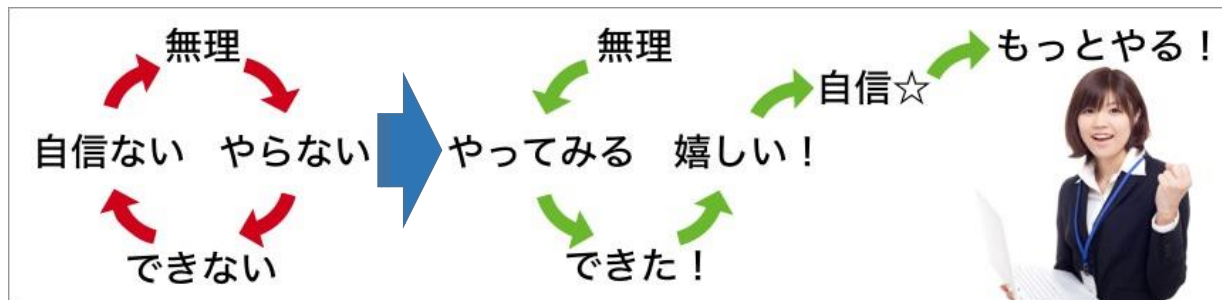 無理
自信ない
やらない
できない
無理
やってみる
できた！
嬉しい！
自信☆
もっとやる！